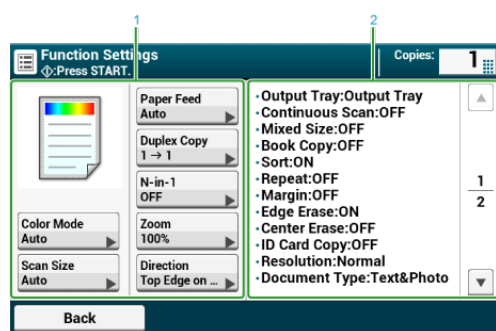 1
2
Function Settings
:Press START.
Copies:
1
Paper Feed
Auto
Duplex Copy
1 → 1
N-in-1
OFF
Color Mode
Auto
Zoom
100%
Scan Size
Auto
Direction
Top Edge on ...
•Output Tray:Output Tray
•Continuous Scan:OFF
•Mixed Size:OFF
•Book Copy:OFF
•Sort:ON
•Repeat:OFF
•Margin:OFF
•Edge Erase:ON
•Center Erase:OFF
•ID Card Copy:OFF
•Resolution:Normal
•Document Type:Text&Photo
1
2
Back